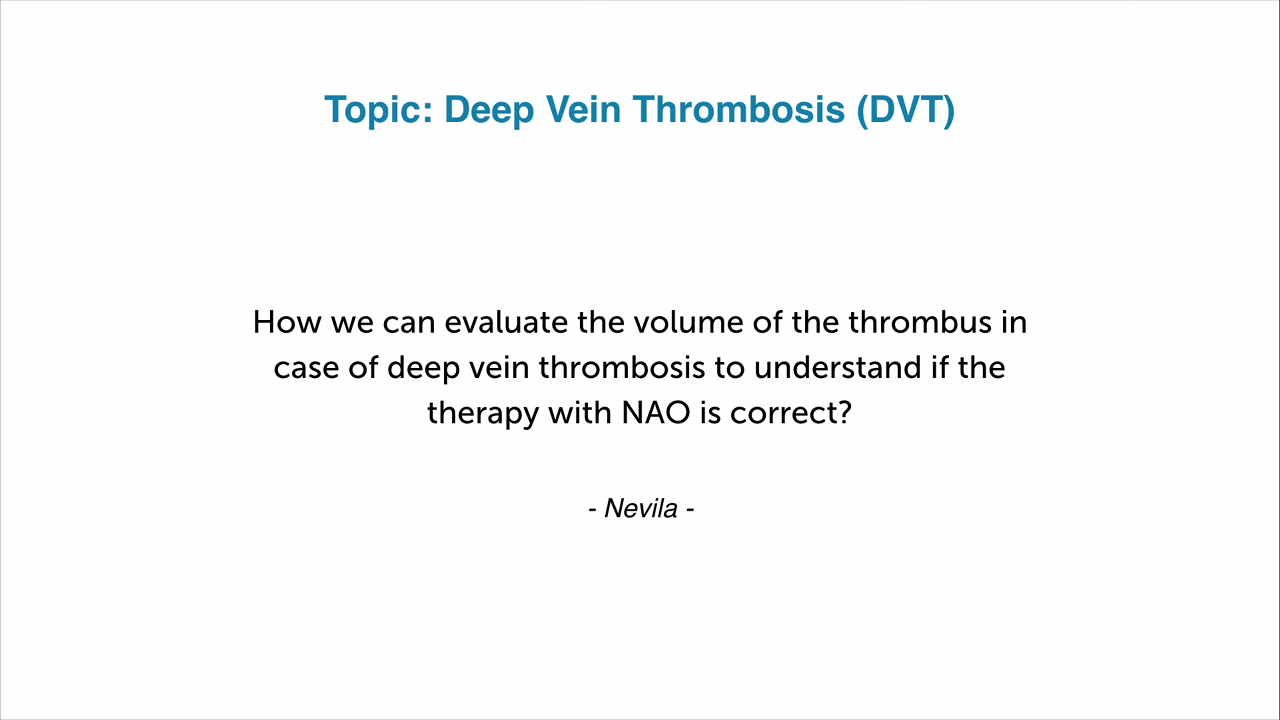 Topic: Deep Vein Thrombosis (DVT)
How we can evaluate the volume of the thrombus in
case of deep vein thrombosis to understand if the
therapy with NAO is correct?
- Nevila -